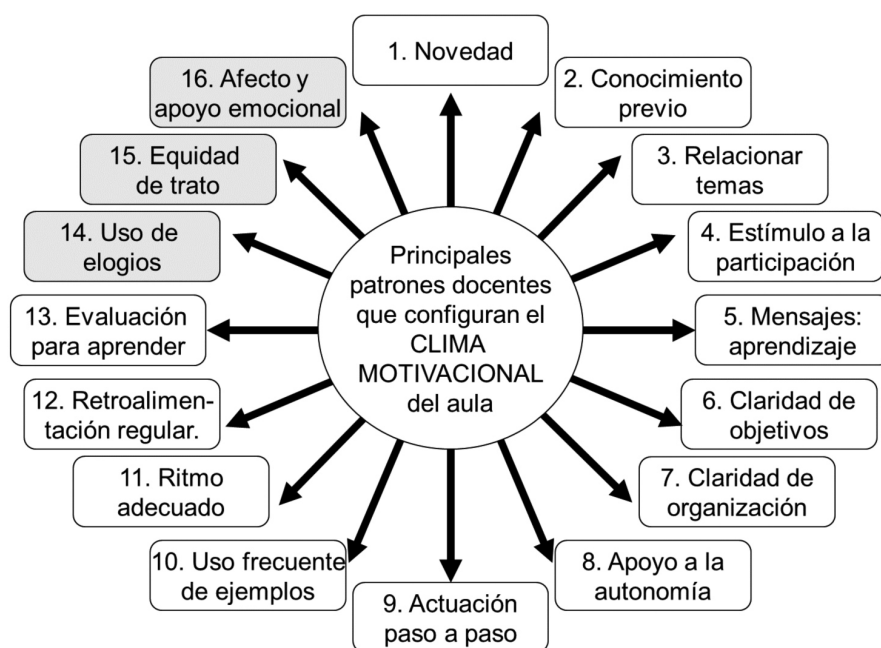 Principales
patrones docentes
que configuran el
CLIMA
MOTIVACIONAL
del aula
1. Novedad
2. Conocimiento
previo
3. Relacionar
temas
4. Estímulo a la
participación
5. Mensajes:
aprendizaje
6. Claridad de
objetivos
7. Claridad de
organización
8. Apoyo a la
autonomía
9. Actuación
paso a paso
10. Uso frecuente
de ejemplos
11. Ritmo
adecuado
12. Retroalimen-
tación regular.
13. Evaluación
para aprender
14. Uso de
elogios
15. Equidad
de trato
16. Afecto y
apoyo emocional